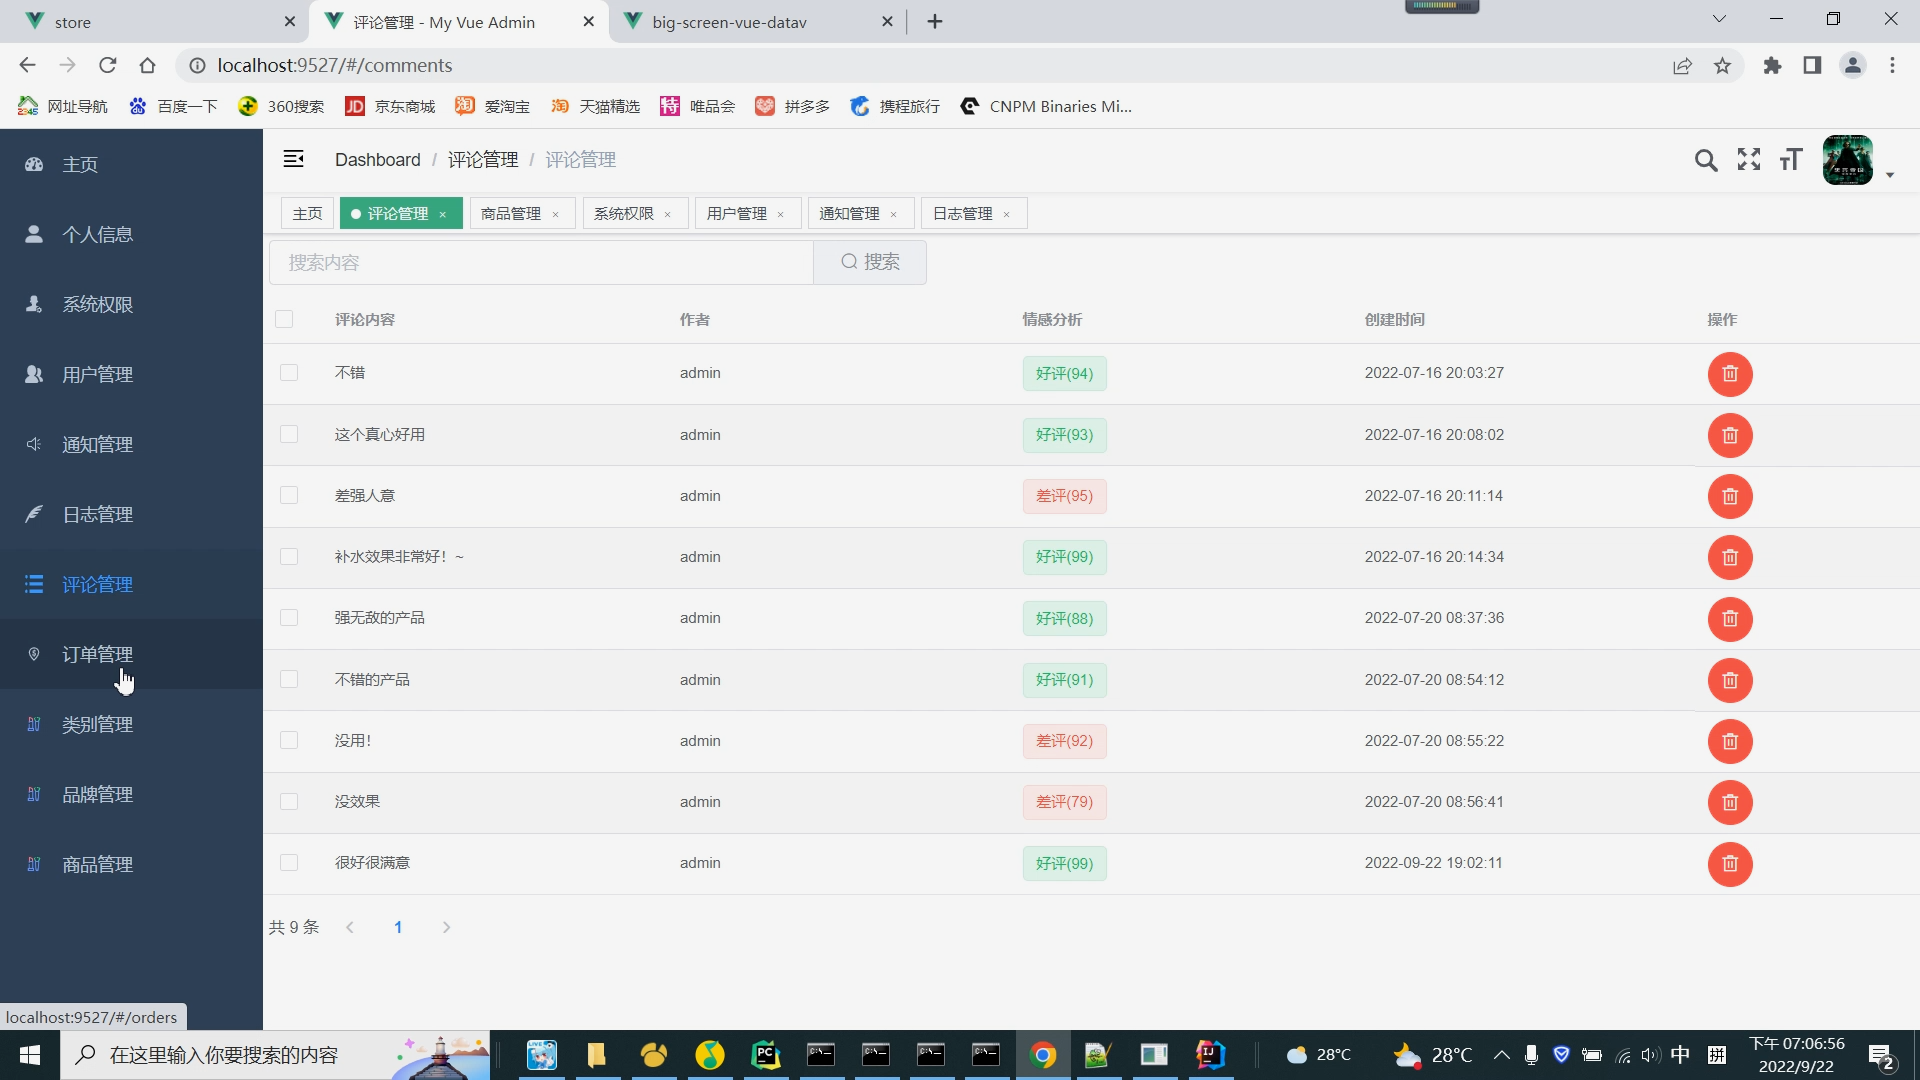 store
评论管理 - My Vue Admin
big-screen-vue-datav
localhost:9527/#/comments
网址导航
百度一下
360搜索
JD 京东商城
淘 爱淘宝
淘 天猫精选
特 唯品会
拼多多
携程旅行
CNPM Binaries Mi...
主页
个人信息
系统权限
用户管理
通知管理
日志管理
评论管理
订单管理
类别管理
品牌管理
商品管理
localhost:9527/#/orders
Dashboard / 评论管理 / 评论管理
主页 评论管理 × 商品管理 × 系统权限 × 用户管理 × 通知管理 × 日志管理 ×
搜索内容 搜索
评论内容 作者 情感分析 创建时间 操作
不错 admin 好评(94) 2022-07-16 20:03:27
这个真心好用 admin 好评(93) 2022-07-16 20:08:02
差强人意 admin 差评(95) 2022-07-16 20:11:14
补水效果非常好！~ admin 好评(99) 2022-07-16 20:14:34
强无敌的产品 admin 好评(88) 2022-07-20 08:37:36
不错的产品 admin 好评(91) 2022-07-20 08:54:12
没用！ admin 差评(92) 2022-07-20 08:55:22
没效果 admin 差评(79) 2022-07-20 08:56:41
很好很满意 admin 好评(99) 2022-09-22 19:02:11
共 9 条 1
在这里输入你要搜索的内容
28°C
28°C
中
拼
下午 07:06:56
2022/9/22
2